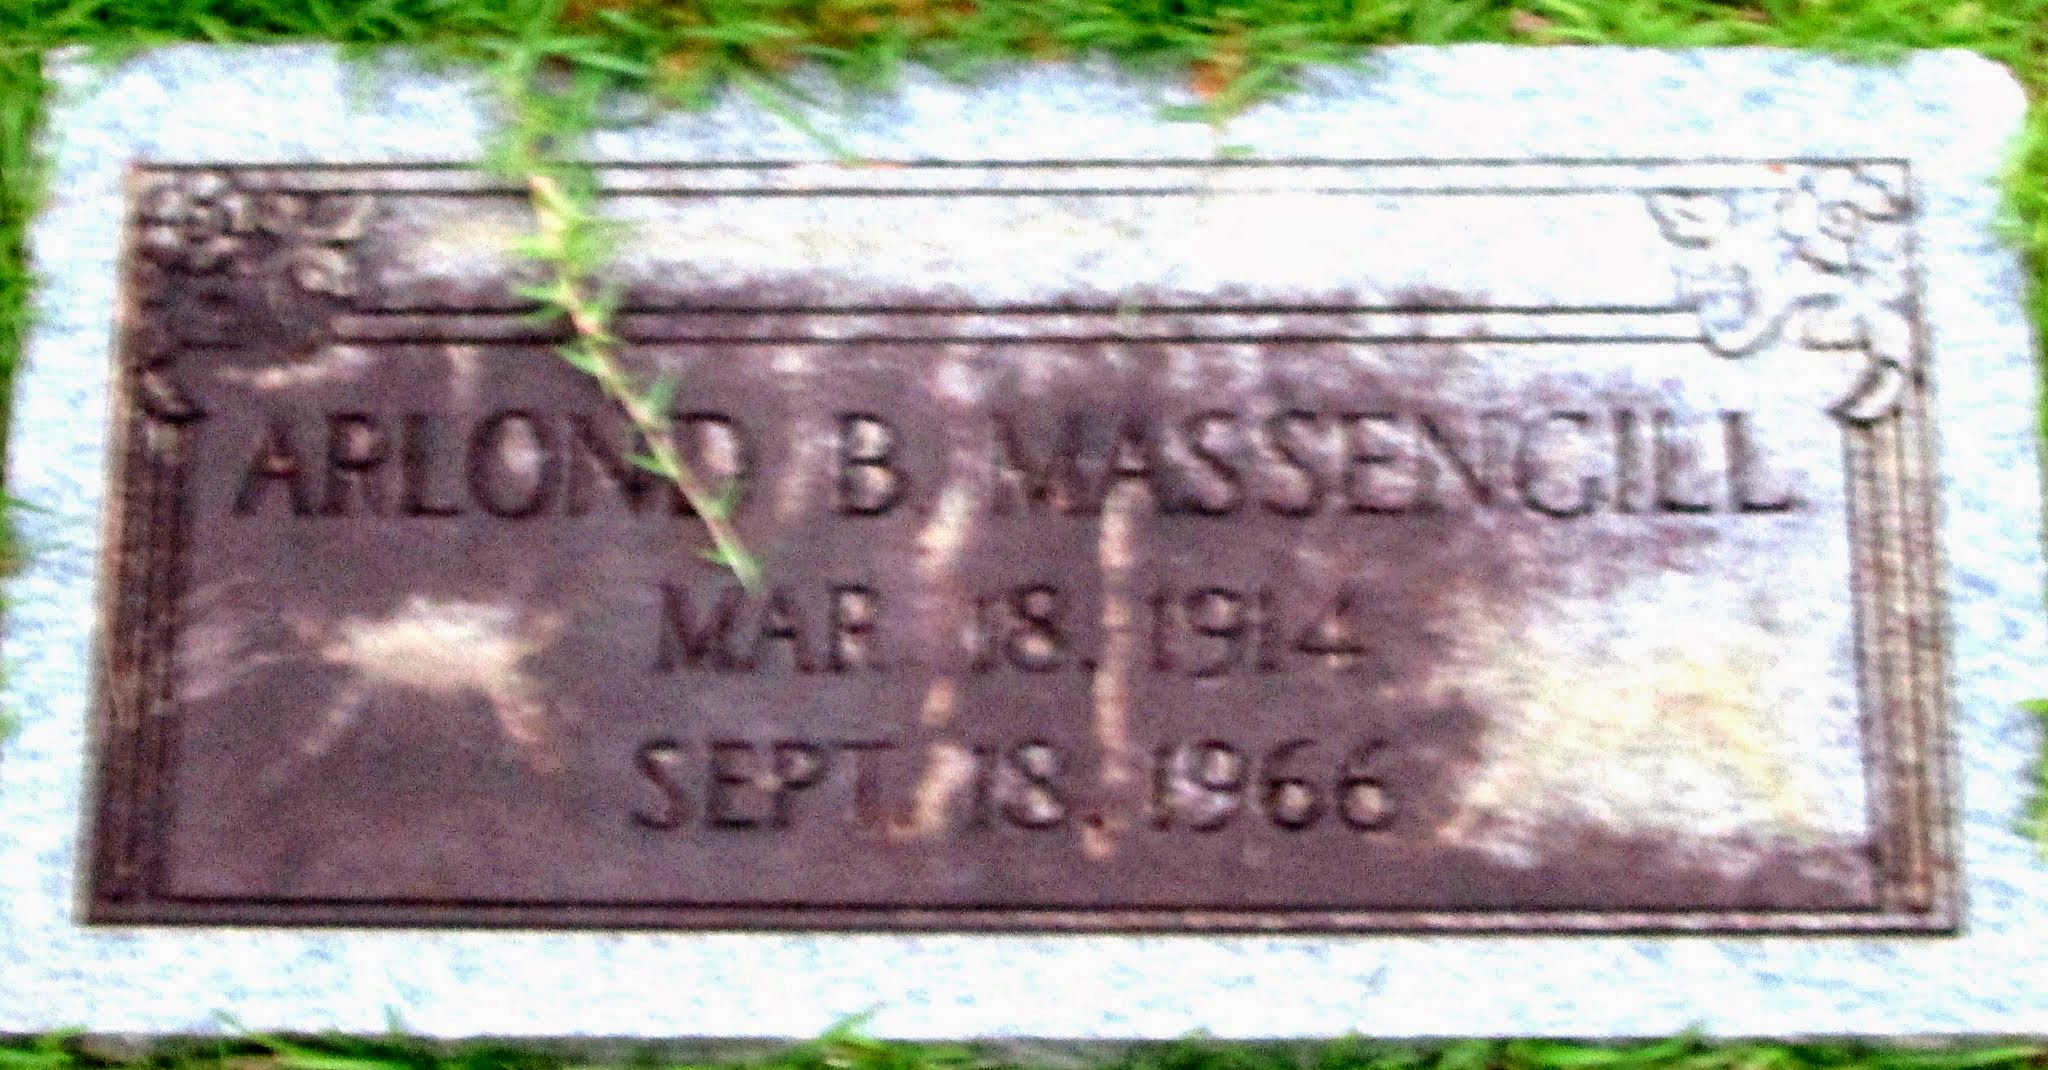 ARLOND B. MASSENGILL
MAR. 18, 1914
SEPT. 18, 1966